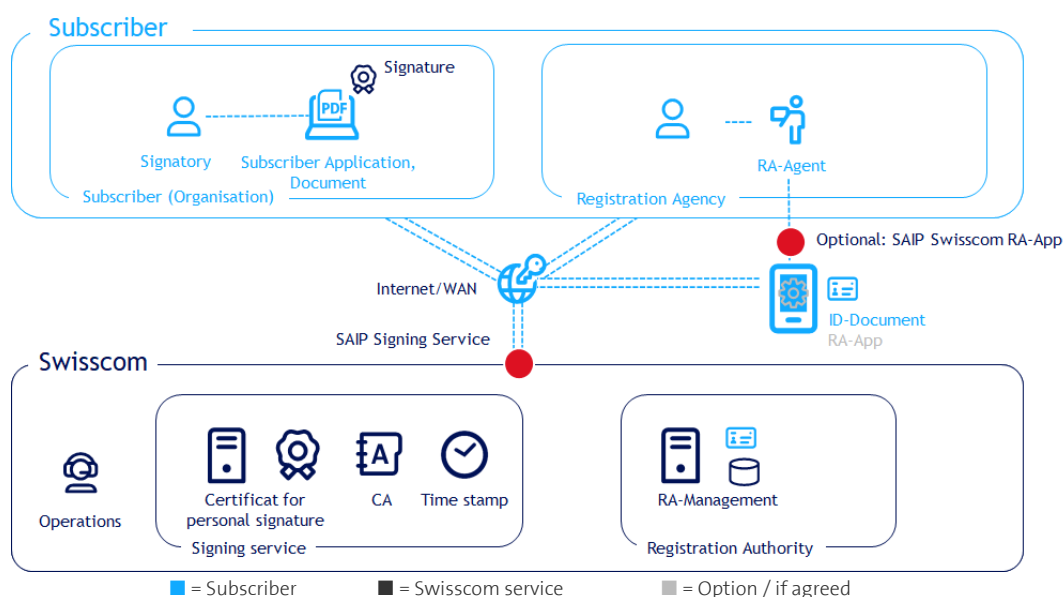 Subscriber
Signature
PDF
Signatory
Subscriber Application,
Document
Subscriber (Organisation)
RA-Agent
Registration Agency
Optional: SAIP Swisscom RA-App
Internet/WAN
ID-Document
RA-App
SAIP Signing Service
Swisscom
Operations
Certificat for
personal signature
A
CA
Time stamp
Signing service
RA-Management
Registration Authority
= Subscriber
= Swisscom service
= Option / if agreed